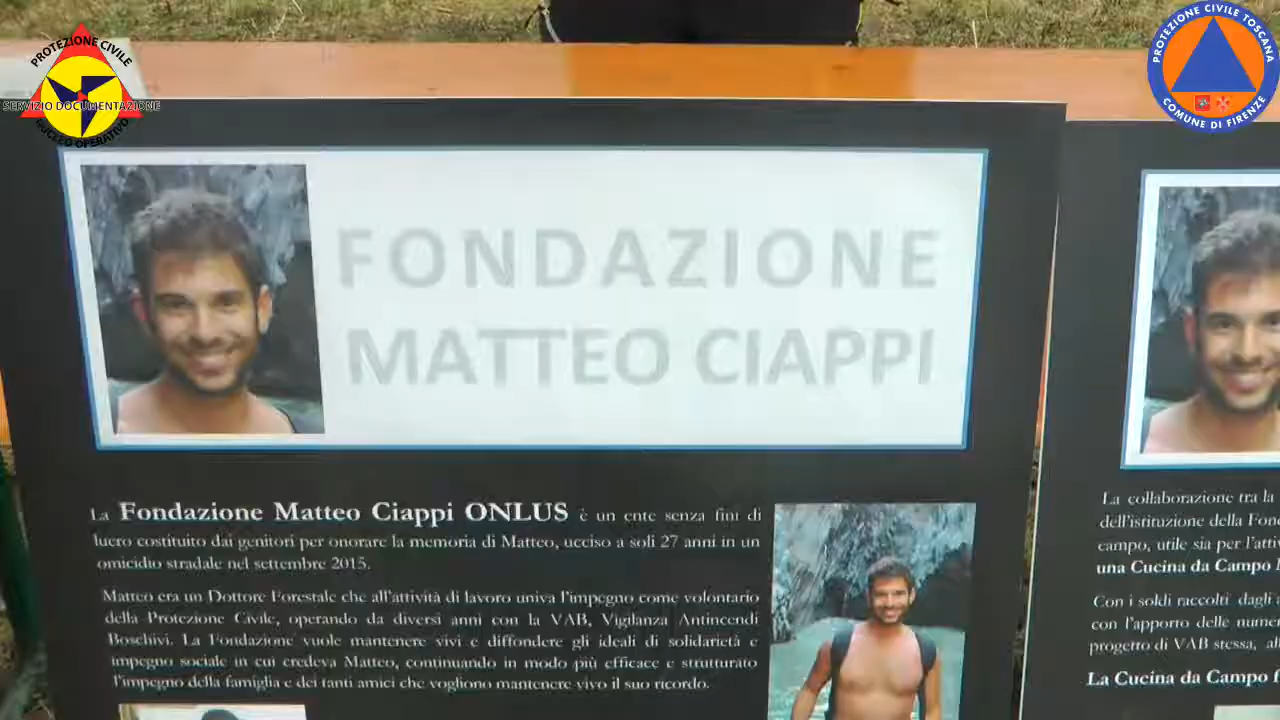 PROTEZIONE CIVILE
SERVIZIO DOCUMENTAZIONE
NUCLEO OPERATIVO
PROTEZIONE CIVILE TOSCANA
COMUNE DI FIRENZE
FONDAZIONE
MATTEO CIAPPI
La Fondazione Matteo Ciappi ONLUS è un ente senza fini di
lucro costituito dai genitori per onorare la memoria di Matteo, ucciso a soli 27 anni in un
omicidio stradale nel settembre 2015.
Matteo era un Dottore Forestale che all'attività di lavoro univa l'impegno come volontario
della Protezione Civile, operando da diversi anni con la VAB, Vigilanza Antincendi
Boschivi. La Fondazione vuole mantenere vivi e diffondere gli ideali di solidarietà e
impegno sociale in cui credeva Matteo, continuando in modo più efficace e strutturato
l'impegno della famiglia e dei tanti amici che vogliono mantenere vivo il suo ricordo.
La collaborazione tra la
dell'istituzione della
campo, utile sia per
una Cucina da Campo
Con i soldi raccolti dagli
con l'apporto delle
progetto di VAB stessa,
La Cucina da Campo